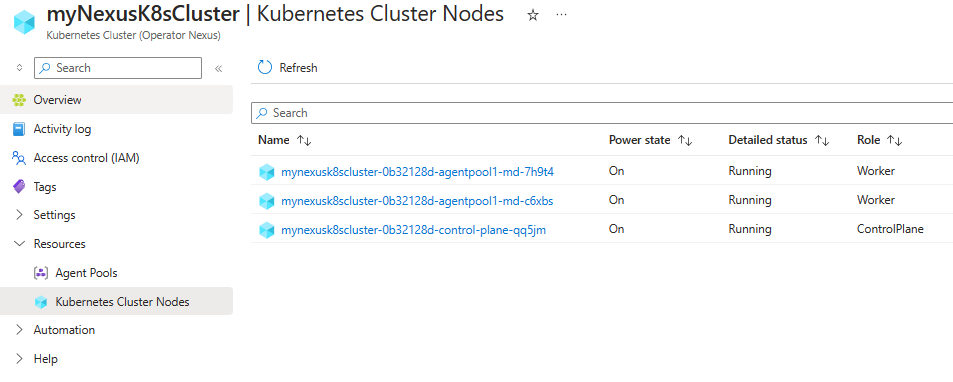 myNexusK8sCluster | Kubernetes Cluster Nodes
Kubernetes Cluster (Operator Nexus)
Search
Refresh
Overview
Activity log
Access control (IAM)
Tags
Settings
Resources
Agent Pools
Kubernetes Cluster Nodes
Automation
Help
Search
Name Power state Detailed status Role
mynexusk8scluster-0b32128d-agentpool1-md-7h9t4 On Running Worker
mynexusk8scluster-0b32128d-agentpool1-md-c6xbs On Running Worker
mynexusk8scluster-0b32128d-control-plane-qq5jm On Running ControlPlane